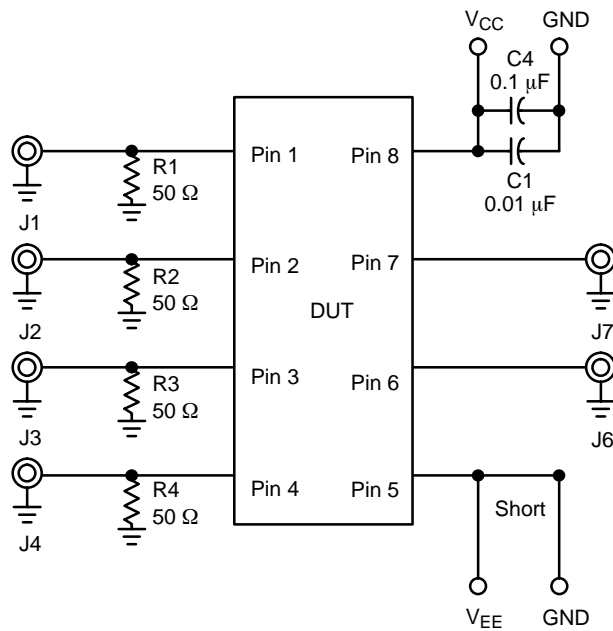 V_CC
GND
C4
0.1 μF
C1
0.01 μF
J1
R1
50 Ω
Pin 1
Pin 8
J2
R2
50 Ω
Pin 2
Pin 7
J7
DUT
J3
R3
50 Ω
Pin 3
Pin 6
J6
J4
R4
50 Ω
Pin 4
Pin 5
Short
V_EE
GND